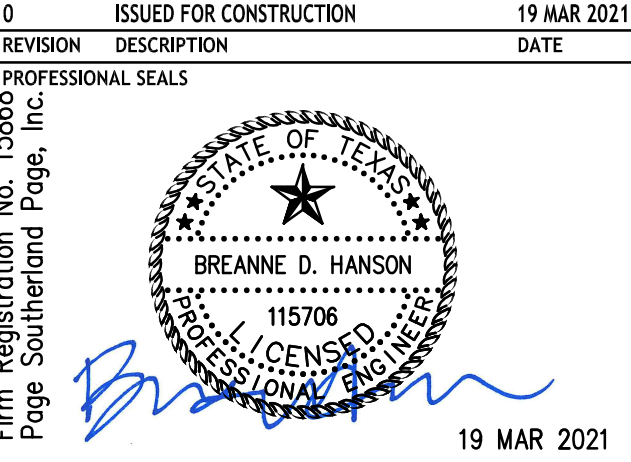 0 ISSUED FOR CONSTRUCTION 19 MAR 2021
REVISION DESCRIPTION DATE
PROFESSIONAL SEALS
Firm Registration No.
Page Southerland Page, Inc.
STATE OF TEXAS
BREANNE D. HANSON
115706
LICENSED
PROFESSIONAL ENGINEER
19 MAR 2021